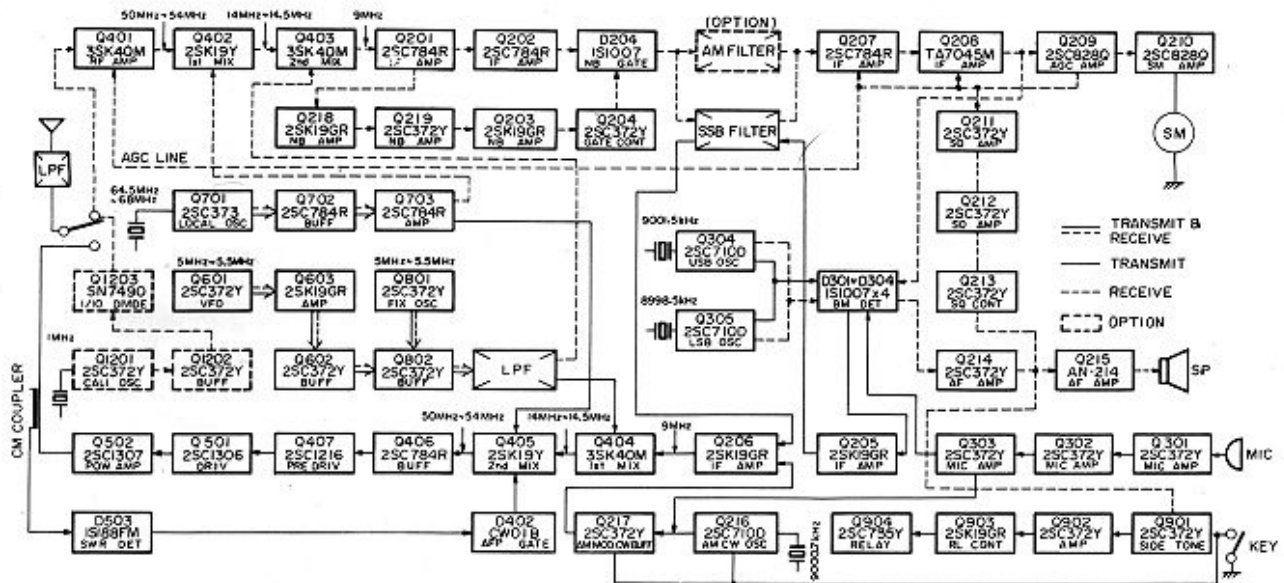 50MHz~54MHz
14MHz~14.5MHz
9MHz
Q401
3SK40M
RF AMP
Q402
2SK19Y
1st MIX
Q403
3SK40M
2nd MIX
Q201
2SC784R
I.F AMP
Q202
2SC784R
IF AMP
D204
1S1007
NB GATE
(OPTION)
AM FILTER
Q207
2SC784R
IF AMP
Q208
TA7045M
IF AMP
Q209
2SC828Q
AGC AMP
Q210
2SC828Q
SM AMP
Q218
2SK19GR
NB AMP
Q219
2SC372Y
NB AMP
Q203
2SK19GR
NB AMP
Q204
2SC372Y
GATE CONT
SSB FILTER
Q211
2SC372Y
SQ AMP
SM
LPF
AGC LINE
64.5MHz
~68MHz
Q701
2SC373
LOCAL OSC
Q702
2SC784R
BUFF
Q703
2SC784R
AMP
9001.5kHz
Q304
2SC710D
USB OSC
Q212
2SC372Y
SQ AMP
TRANSMIT &
RECEIVE
TRANSMIT
RECEIVE
OPTION
5MHz~5.5MHz
5MHz~5.5MHz
Q1203
SN7490
1/10 DIVIDE
Q601
2SC372Y
VFO
Q603
2SK19GR
AMP
Q801
2SC372Y
FIX OSC
8998.5kHz
Q305
2SC710D
LSB OSC
D301~D304
1S1007x4
BM DET
Q213
2SC372Y
SQ CONT
1MHz
Q1201
2SC372Y
CALI OSC
Q1202
2SC372Y
BUFF
Q602
2SC372Y
BUFF
Q802
2SC372Y
BUFF
LPF
Q214
2SC372Y
AF AMP
Q215
AN-214
AF AMP
SP
CM COUPLER
50MHz~54MHz
14MHz~14.5MHz
9MHz
Q502
2SC1307
POW AMP
Q501
2SC1306
DRIV
Q407
2SC1216
PRE DRIV
Q406
2SC784R
BUFF
Q405
2SK19Y
2nd MIX
Q404
3SK40M
1st MIX
Q206
2SK19GR
IF AMP
Q205
2SK19GR
IF AMP
Q303
2SC372Y
MIC AMP
Q302
2SC372Y
MIC AMP
Q301
2SC372Y
MIC AMP
MIC
D503
1S188FM
SWR DET
D402
CW01B
AFP GATE
Q217
2SC372Y
AMMOD CWBUFF
Q216
2SC710D
AM CW OSC
9000.7kHz
Q904
2SC735Y
RELAY
Q903
2SK19GR
RL CONT
Q902
2SC372Y
AMP
Q901
2SC372Y
SIDE TONE
KEY